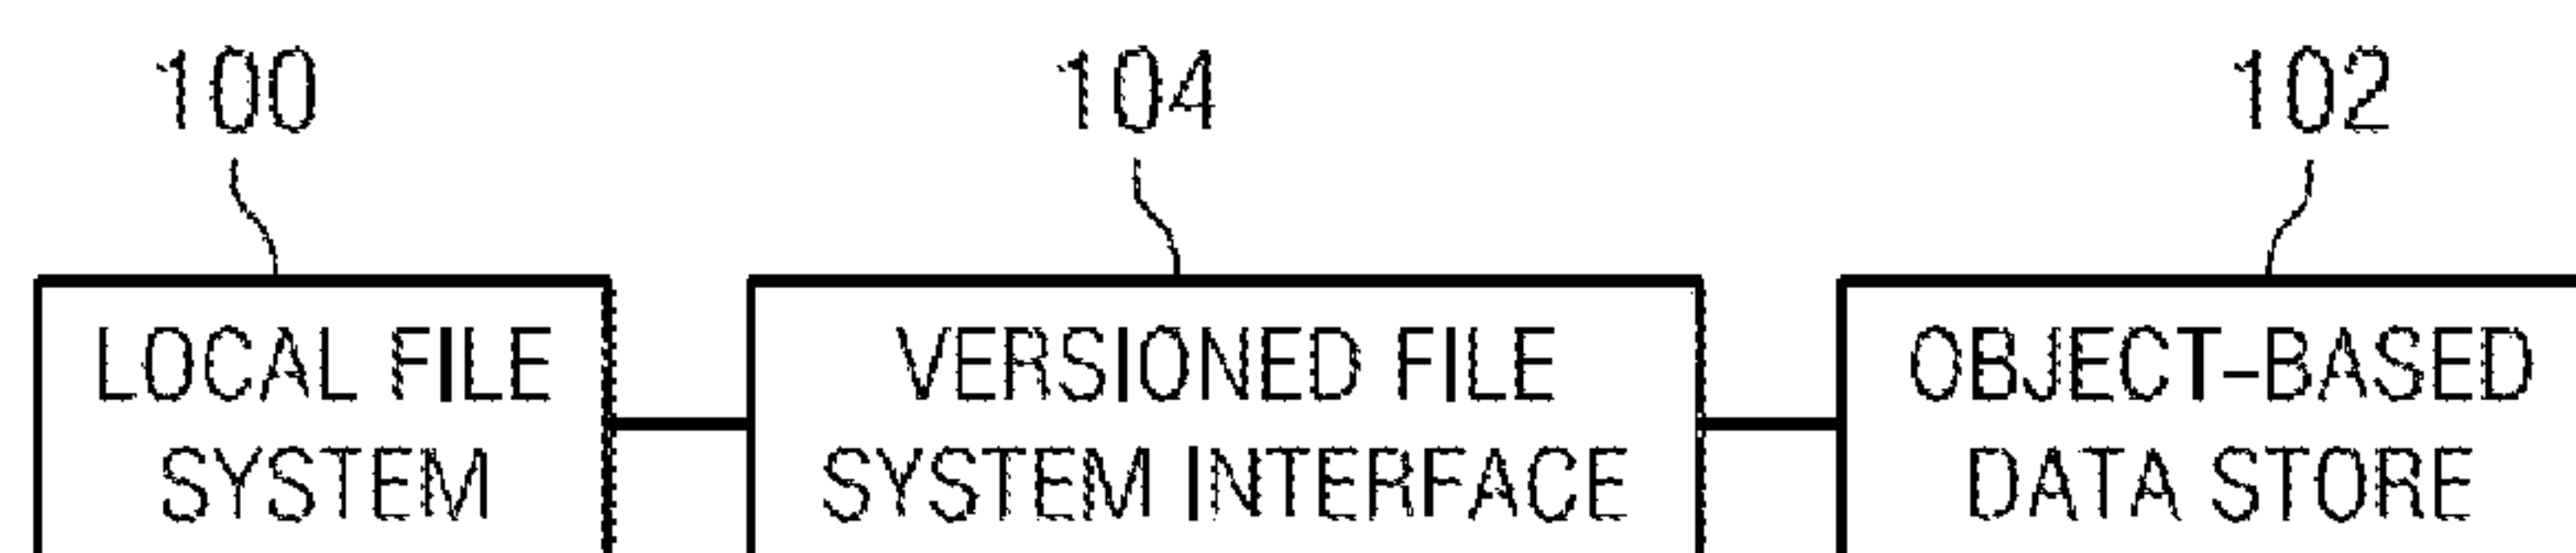 100
104
102
LOCAL FILE
SYSTEM
VERSIONED FILE
SYSTEM INTERFACE
OBJECT-BASED
DATA STORE